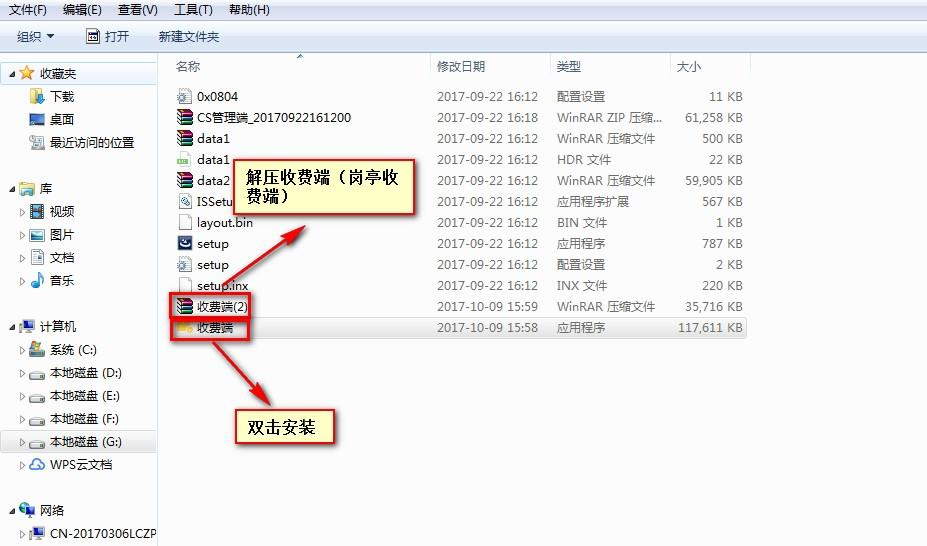 文件(F) 编辑(E) 查看(V) 工具(T) 帮助(H)
组织 打开 新建文件夹
收藏夹
下载
桌面
最近访问的位置
库
视频
图片
文档
音乐
计算机
系统 (C:)
本地磁盘 (D:)
本地磁盘 (E:)
本地磁盘 (F:)
本地磁盘 (G:)
WPS云文档
网络
CN-20170306LCZP
名称 修改日期 类型 大小
0x0804 2017-09-22 16:12 配置设置 11 KB
CS管理端_20170922161200 2017-09-22 16:18 WinRAR ZIP 压缩... 61,258 KB
data1 2017-09-22 16:12 WinRAR 压缩文件 500 KB
data1 2017-09-22 16:12 HDR 文件 22 KB
data2 2017-09-22 16:12 WinRAR 压缩文件 59,905 KB
ISSetu 2017-09-22 16:12 应用程序扩展 567 KB
layout.bin 2017-09-22 16:12 BIN 文件 1 KB
setup 2017-09-22 16:12 应用程序 787 KB
setup 2017-09-22 16:12 配置设置 2 KB
setup.inx 2017-09-22 16:12 INX 文件 220 KB
收费端(2) 2017-10-09 15:59 WinRAR 压缩文件 35,716 KB
收费端 2017-10-09 15:58 应用程序 117,611 KB
解压收费端（岗亭收
费端）
双击安装